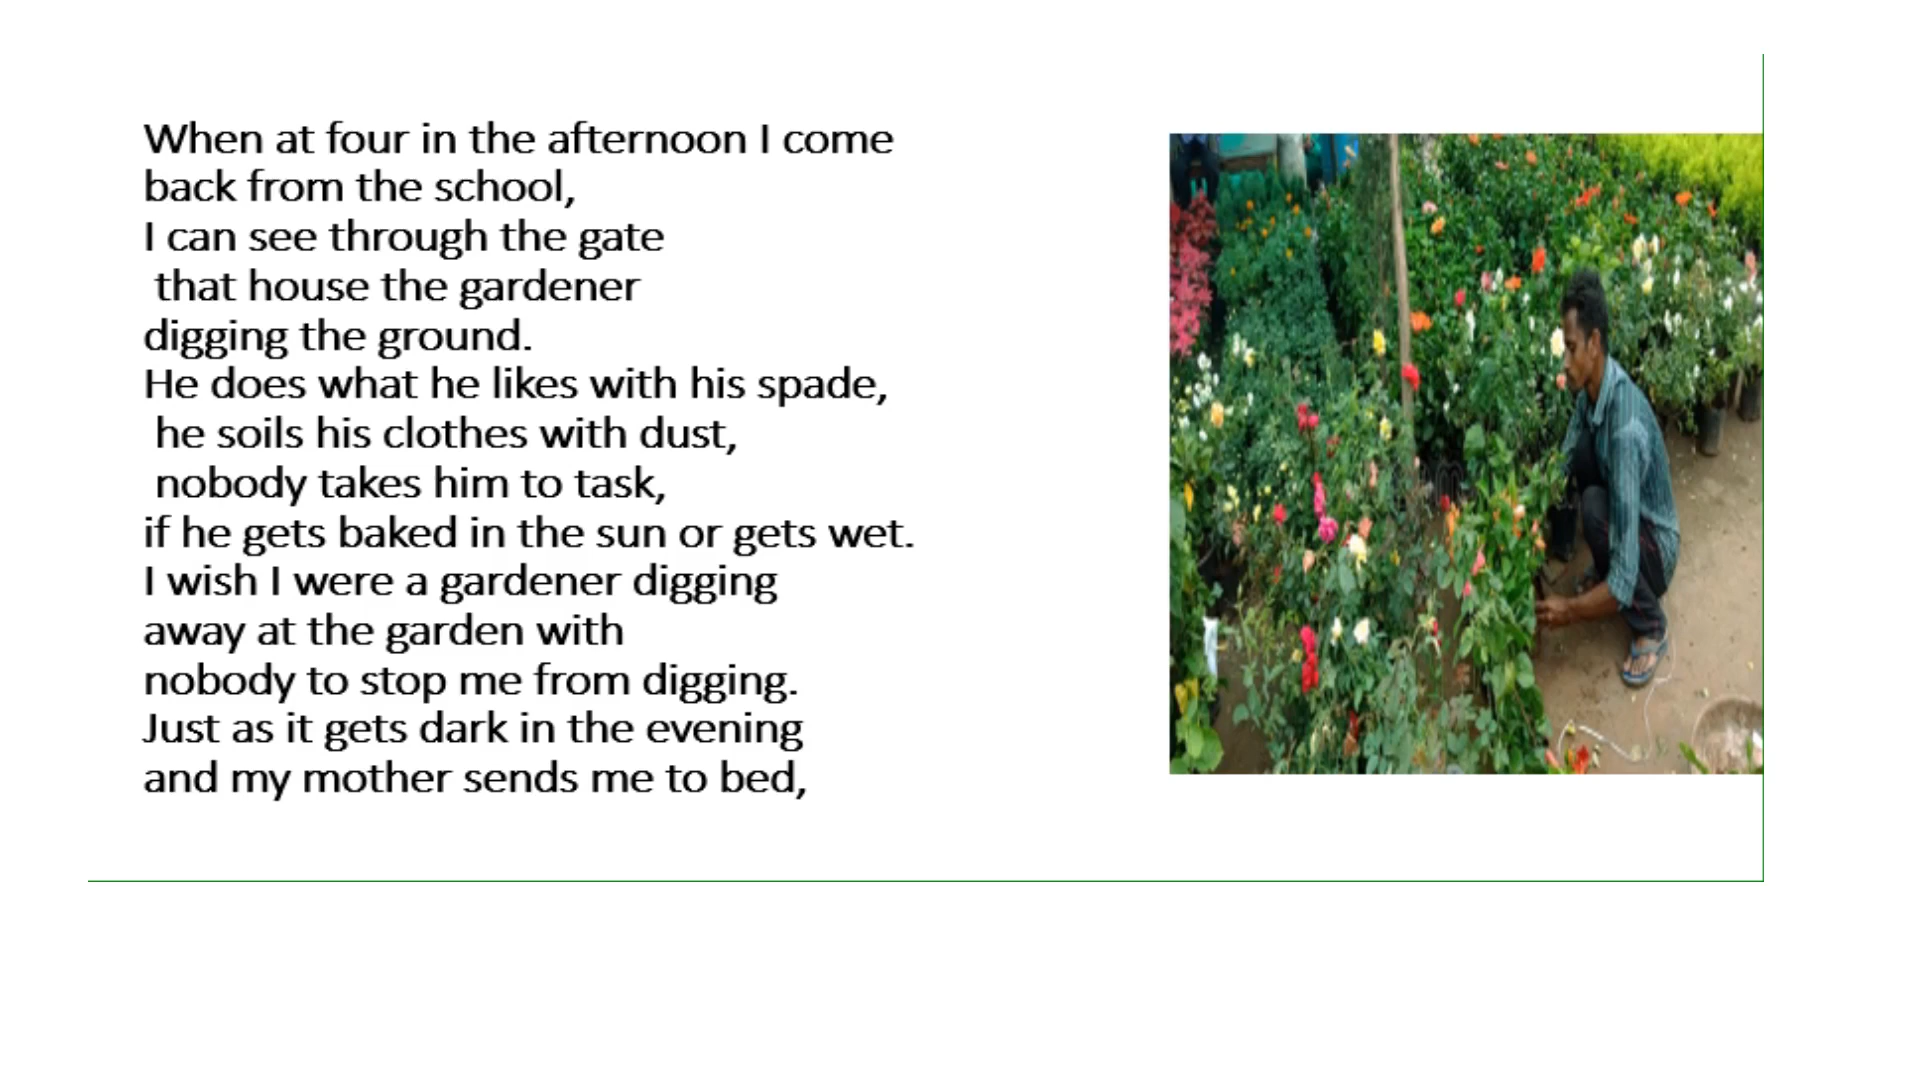 When at four in the afternoon I come
back from the school,
I can see through the gate
that house the gardener
digging the ground.
He does what he likes with his spade,
he soils his clothes with dust,
nobody takes him to task,
if he gets baked in the sun or gets wet.
I wish I were a gardener digging
away at the garden with
nobody to stop me from digging.
Just as it gets dark in the evening
and my mother sends me to bed,